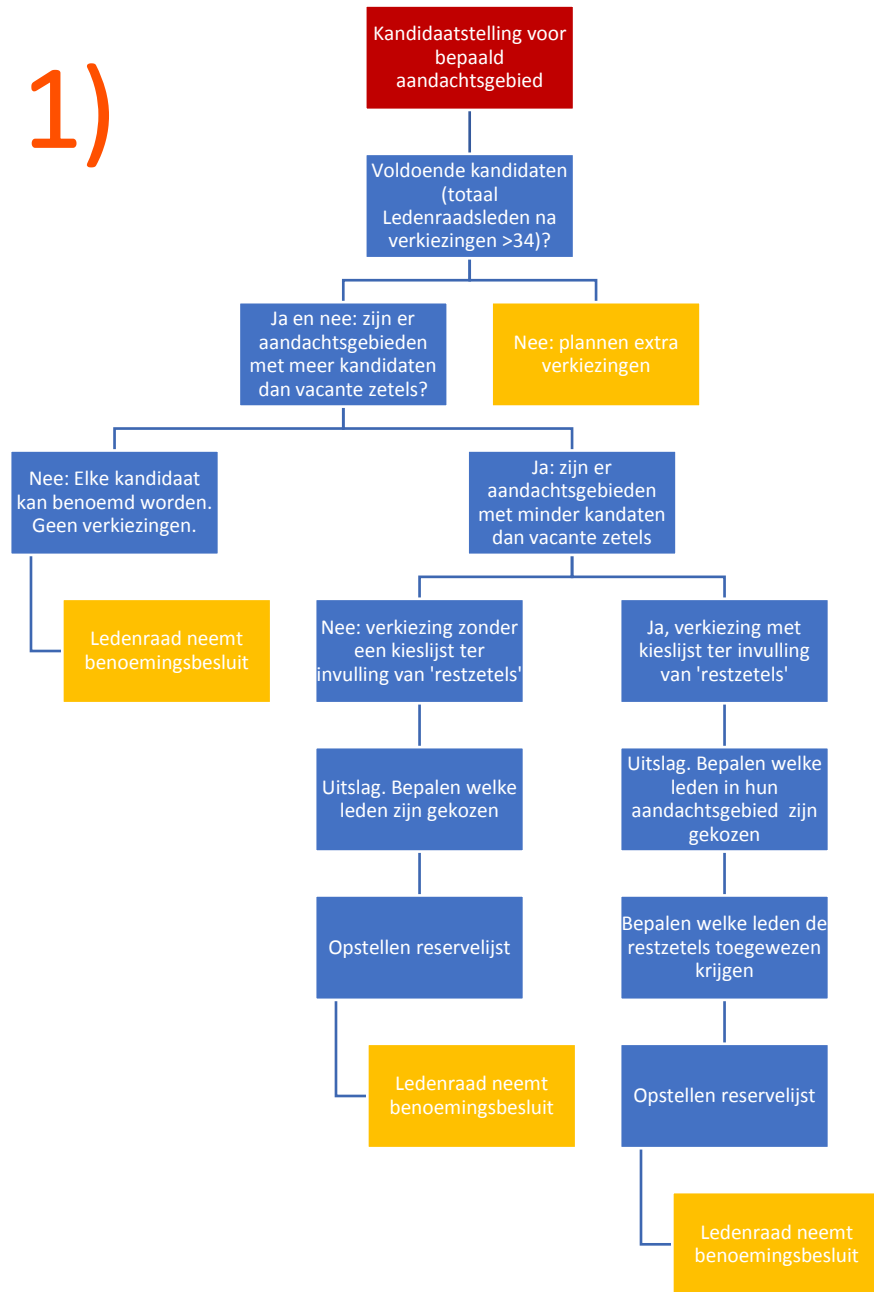 1)
Kandidaatstelling voor
bepaald
aandachtsgebied
Voldoende kandidaten
(totaal
Ledenraadsleden na
verkiezingen >34)?
Ja en nee: zijn er
aandachtsgebieden
met meer kandidaten
dan vacante zetels?
Nee: plannen extra
verkiezingen
Nee: Elke kandidaat
kan benoemd worden.
Geen verkiezingen.
Ja: zijn er
aandachtsgebieden
met minder kandaten
dan vacante zetels
Ledenraad neemt
benoemingsbesluit
Nee: verkiezing zonder
een kieslijst ter
invulling van 'restzetels'
Ja, verkiezing met
kieslijst ter invulling
van 'restzetels'
Uitslag. Bepalen welke
leden zijn gekozen
Uitslag. Bepalen welke
leden in hun
aandachtsgebied zijn
gekozen
Opstellen reservelijst
Bepalen welke leden de
restzetels toegewezen
krijgen
Ledenraad neemt
benoemingsbesluit
Opstellen reservelijst
Ledenraad neemt
benoemingsbesluit